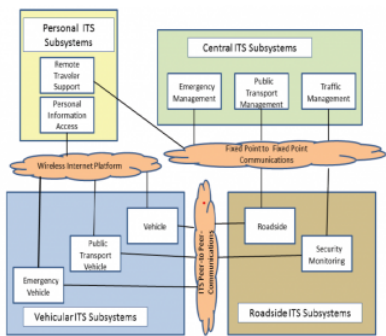 Personal ITS
Subsystems
Remote
Traveler
Support
Personal
Information
Access
Central ITS Subsystems
Emergency
Management
Public
Transport
Management
Traffic
Management
Wireless Internet Platform
Fixed Point to Fixed Point
Communications
Vehicle
Public
Transport
Vehicle
Emergency
Vehicle
Vehicular ITS Subsystems
ITS Peer-to Peer-
Communications
Roadside
Security
Monitoring
Roadside ITS Subsystems